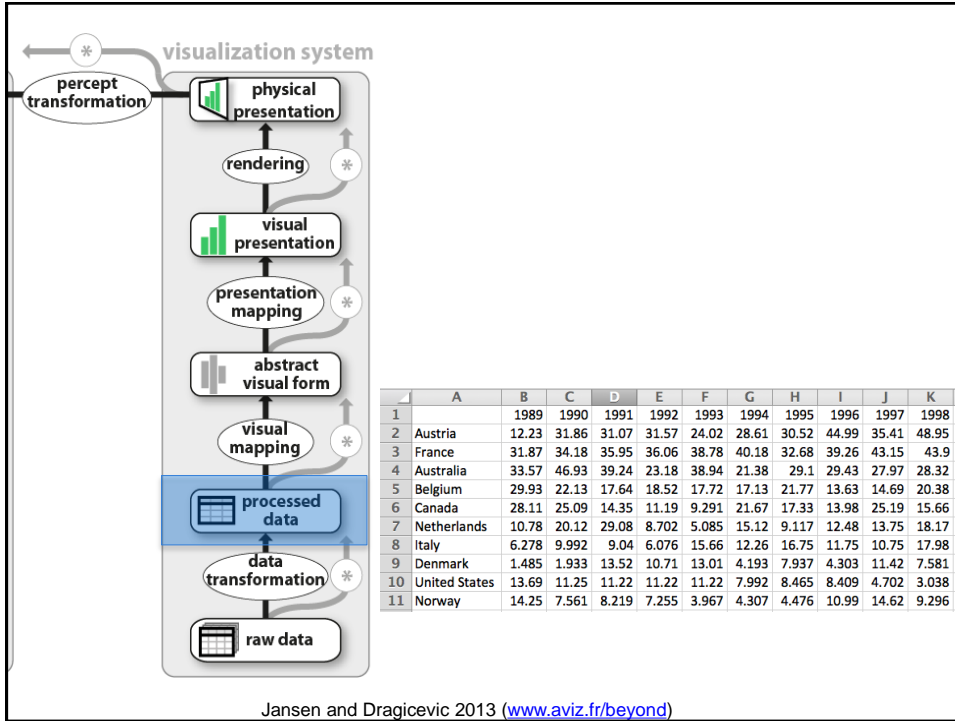 visualization system
*
percept
transformation
physical
presentation
rendering
*
visual
presentation
presentation
mapping
*
abstract
visual form
visual
mapping
*
processed
data
data
transformation
*
raw data
A B C D E F G H I J K
1 1989 1990 1991 1992 1993 1994 1995 1996 1997 1998
2 Austria 12.23 31.86 31.07 31.57 24.02 28.61 30.52 44.99 35.41 48.95
3 France 31.87 34.18 35.95 36.06 38.78 40.18 32.68 39.26 43.15 43.9
4 Australia 33.57 46.93 39.24 23.18 38.94 21.38 29.1 29.43 27.97 28.32
5 Belgium 29.93 22.13 17.64 18.52 17.72 17.13 21.77 13.63 14.69 20.38
6 Canada 28.11 25.09 14.35 11.19 9.291 21.67 17.33 13.98 25.19 15.66
7 Netherlands 10.78 20.12 29.08 8.702 5.085 15.12 9.117 12.48 13.75 18.17
8 Italy 6.278 9.992 9.04 6.076 15.66 12.26 16.75 11.75 10.75 17.98
9 Denmark 1.485 1.933 13.52 10.71 13.01 4.193 7.937 4.303 11.42 7.581
10 United States 13.69 11.25 11.22 11.22 11.22 7.992 8.465 8.409 4.702 3.038
11 Norway 14.25 7.561 8.219 7.255 3.967 4.307 4.476 10.99 14.62 9.296
Jansen and Dragicevic 2013 (www.aviz.fr/beyond)